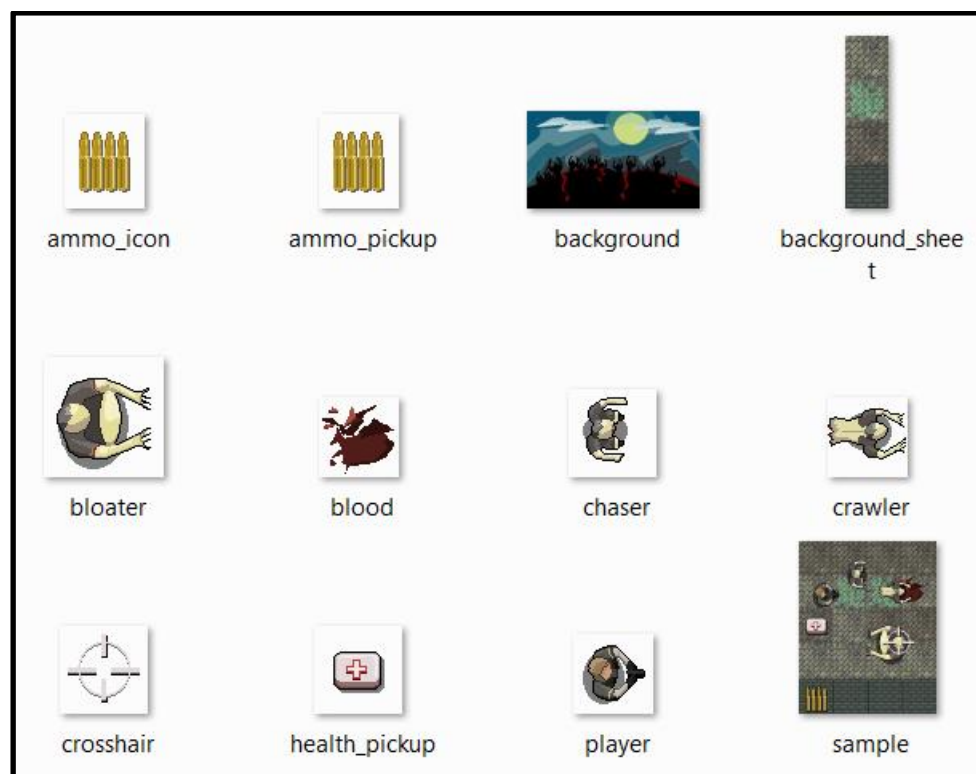 ammo_icon
ammo_pickup
background
background_shee
t
bloater
blood
chaser
crawler
crosshair
health_pickup
player
sample